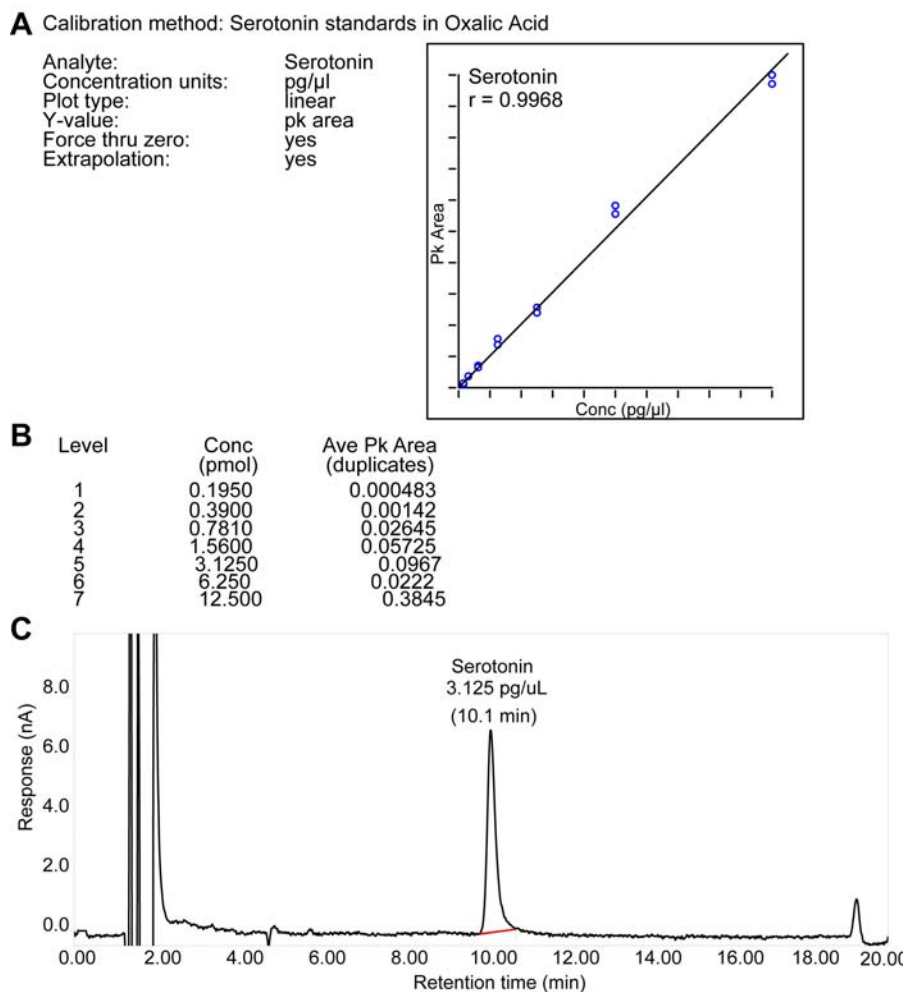 A Calibration method: Serotonin standards in Oxalic Acid
Analyte: Serotonin
Concentration units: pg/µl
Plot type: linear
Y-value: pk area
Force thru zero: yes
Extrapolation: yes
Serotonin
r = 0.9968
Pk Area
Conc (pg/µl)
B
Level Conc Ave Pk Area
(pmol) (duplicates)
1 0.1950 0.000483
2 0.3900 0.00142
3 0.7810 0.02645
4 1.5600 0.05725
5 3.1250 0.0967
6 6.250 0.0222
7 12.500 0.3845
C
Serotonin
3.125 pg/uL
(10.1 min)
Response (nA)
8.0
6.0
4.0
2.0
0.0
0.00 2.00 4.00 6.00 8.00 10.00 12.00 14.00 16.00 18.00 20.00
Retention time (min)